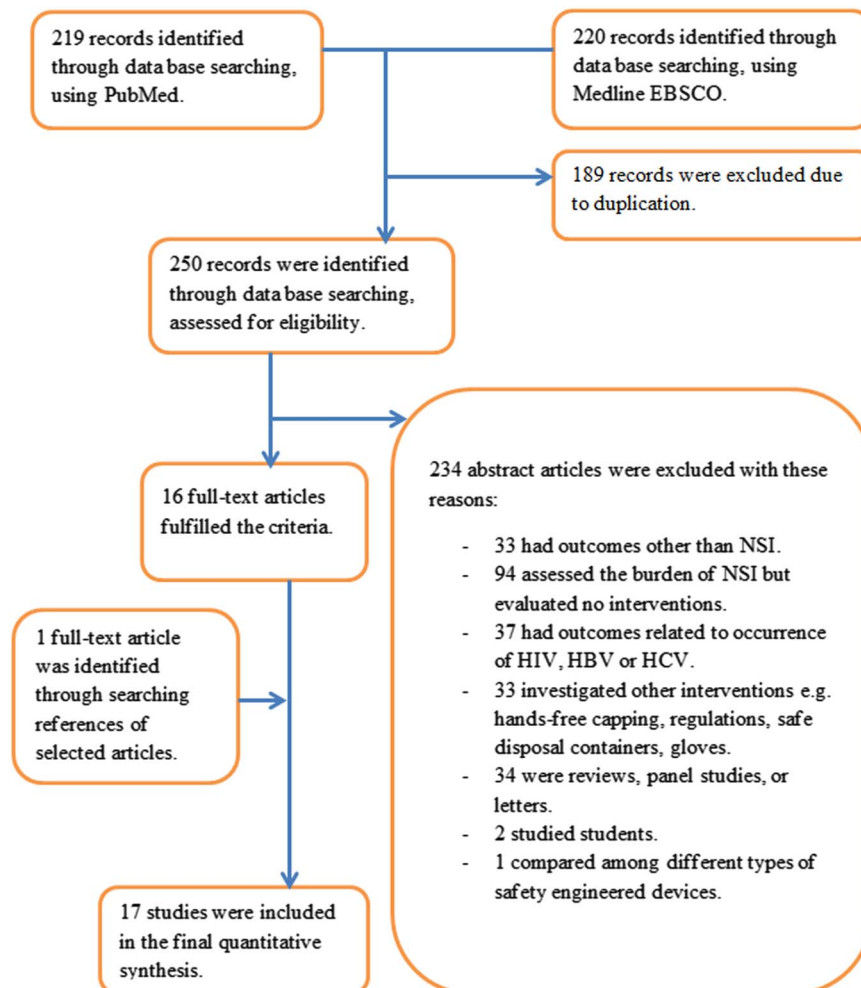 219 records identified
through data base searching,
using PubMed.
220 records identified through
data base searching, using
Medline EBSCO.
189 records were excluded due
to duplication.
250 records were identified
through data base searching,
assessed for eligibility.
234 abstract articles were excluded with these
reasons:
- 33 had outcomes other than NSI.
- 94 assessed the burden of NSI but
evaluated no interventions.
- 37 had outcomes related to occurrence
of HIV, HBV or HCV.
- 33 investigated other interventions e.g.
hands-free capping, regulations, safe
disposal containers, gloves.
- 34 were reviews, panel studies, or
letters.
- 2 studied students.
- 1 compared among different types of
safety engineered devices.
16 full-text articles
fulfilled the criteria.
1 full-text article
was identified
through searching
references of
selected articles.
17 studies were included
in the final quantitative
synthesis.